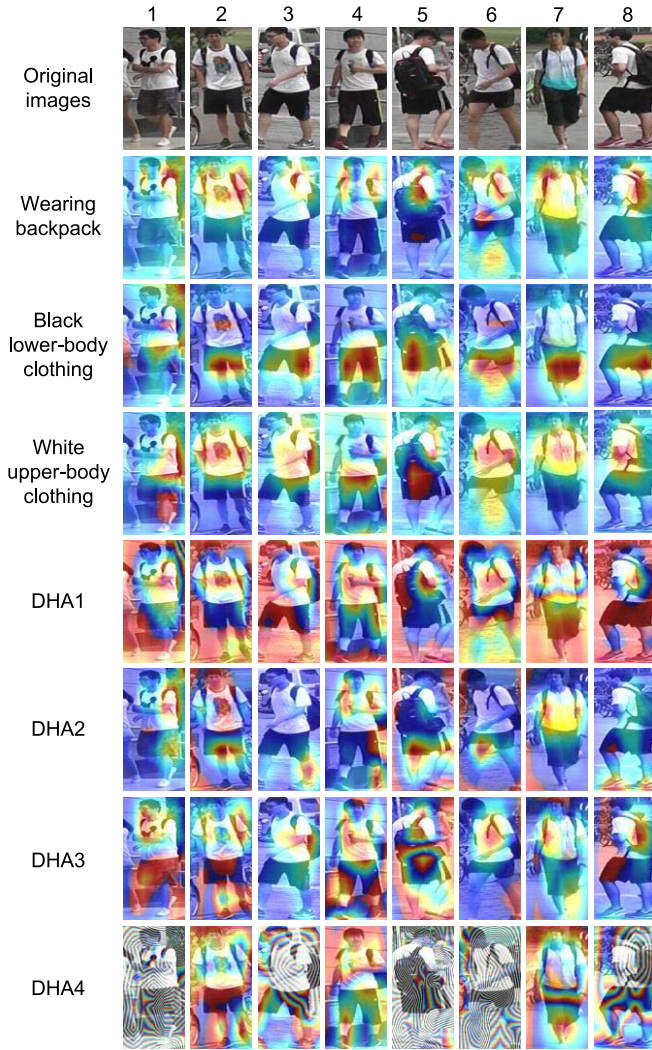 1 2 3 4 5 6 7 8
Original
images
Wearing
backpack
Black
lower-body
clothing
White
upper-body
clothing
DHA1
DHA2
DHA3
DHA4